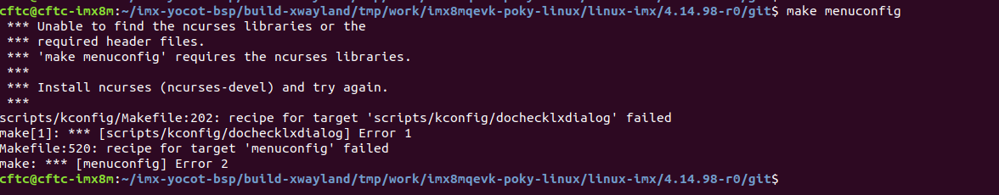 cftc@cftc-imx8m:~/imx-yocot-bsp/build-xwayland/tmp/work/imx8mqevk-poky-linux/linux-imx/4.14.98-r0/git$ make menuconfig
 *** Unable to find the ncurses libraries or the
 *** required header files.
 *** 'make menuconfig' requires the ncurses libraries.
 ***
 *** Install ncurses (ncurses-devel) and try again.
 ***
scripts/kconfig/Makefile:202: recipe for target 'scripts/kconfig/dochecklxdialog' failed
make[1]: *** [scripts/kconfig/dochecklxdialog] Error 1
Makefile:520: recipe for target 'menuconfig' failed
make: *** [menuconfig] Error 2
cftc@cftc-imx8m:~/imx-yocot-bsp/build-xwayland/tmp/work/imx8mqevk-poky-linux/linux-imx/4.14.98-r0/git$